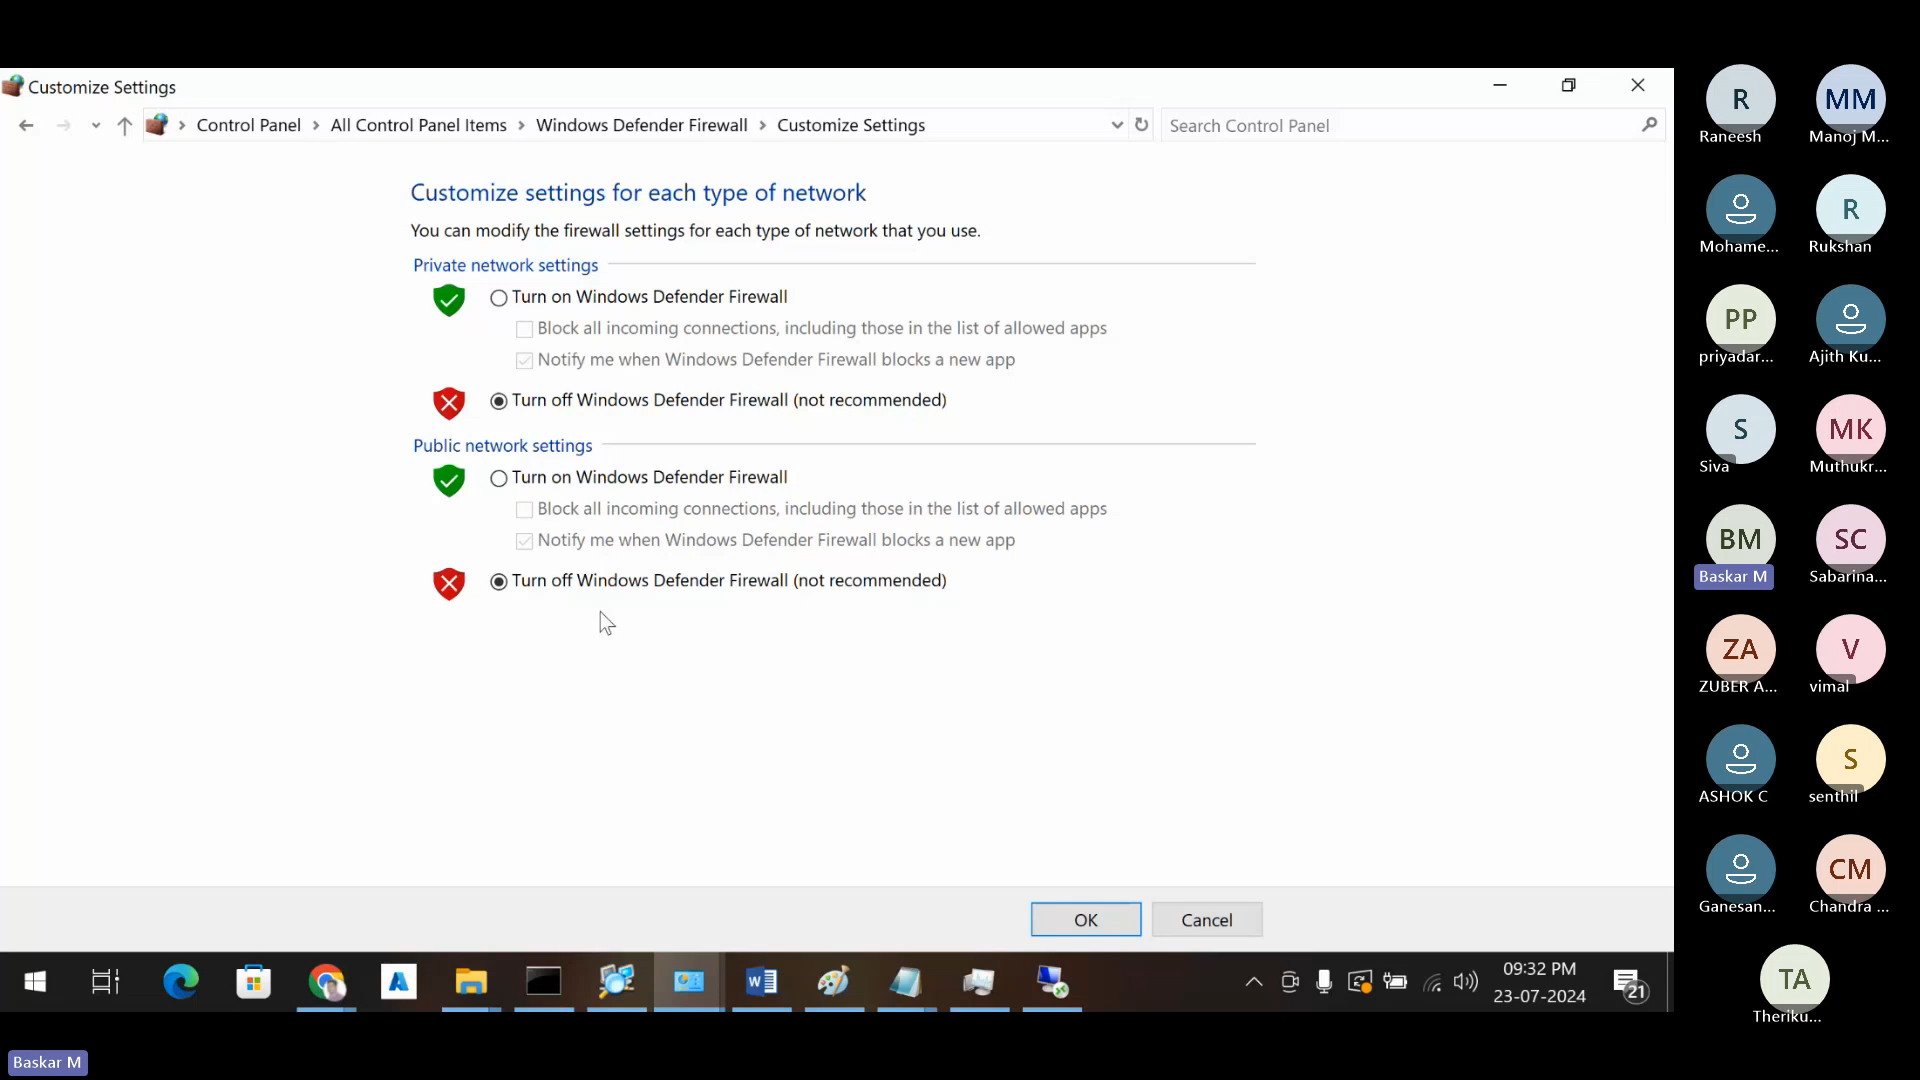 Customize Settings
Control Panel > All Control Panel Items > Windows Defender Firewall > Customize Settings
Search Control Panel
Customize settings for each type of network
You can modify the firewall settings for each type of network that you use.
Private network settings
Turn on Windows Defender Firewall
Block all incoming connections, including those in the list of allowed apps
Notify me when Windows Defender Firewall blocks a new app
Turn off Windows Defender Firewall (not recommended)
Public network settings
Turn on Windows Defender Firewall
Block all incoming connections, including those in the list of allowed apps
Notify me when Windows Defender Firewall blocks a new app
Turn off Windows Defender Firewall (not recommended)
OK Cancel
09:32 PM
23-07-2024
21
R MM
Raneesh Manoj M...
R
Mohame... Rukshan
PP
priyadar... Ajith Ku...
S MK
Siva Muthukr...
BM SC
Baskar M Sabarina...
ZA V
ZUBER A... vimal
S
ASHOK C senthil
CM
Ganesan... Chandra ...
TA
Theriku...
Baskar M